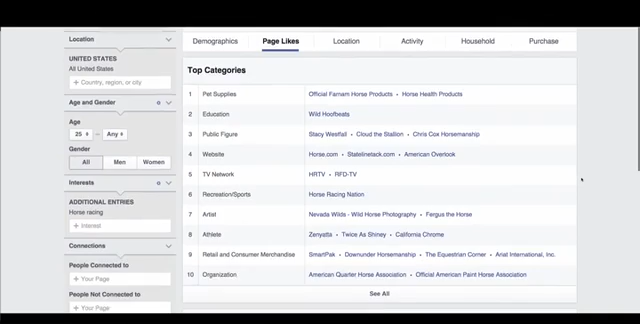 Location
UNITED STATES
All United States
+ Country, region, or city
Age and Gender 0
Age
25 – Any
Gender
All Men Women
Interests 0
ADDITIONAL ENTRIES
Horse racing
+ Interest
Connections
People Connected to
+ Your Page
People Not Connected to
+ Your Page
Demographics Page Likes Location Activity Household Purchase
Top Categories
1 Pet Supplies Official Farnam Horse Products • Horse Health Products
2 Education Wild Hoofbeats
3 Public Figure Stacy Westfall • Cloud the Stallion • Chris Cox Horsemanship
4 Website Horse.com • Statelinetack.com • American Overlook
5 TV Network HRTV • RFD-TV
6 Recreation/Sports Horse Racing Nation
7 Artist Nevada Wilds - Wild Horse Photography • Fergus the Horse
8 Athlete Zenyatta • Twice As Shiney • California Chrome
9 Retail and Consumer Merchandise SmartPak • Downunder Horsemanship • The Equestrian Corner • Ariat International, Inc.
10 Organization American Quarter Horse Association • Official American Paint Horse Association
See All